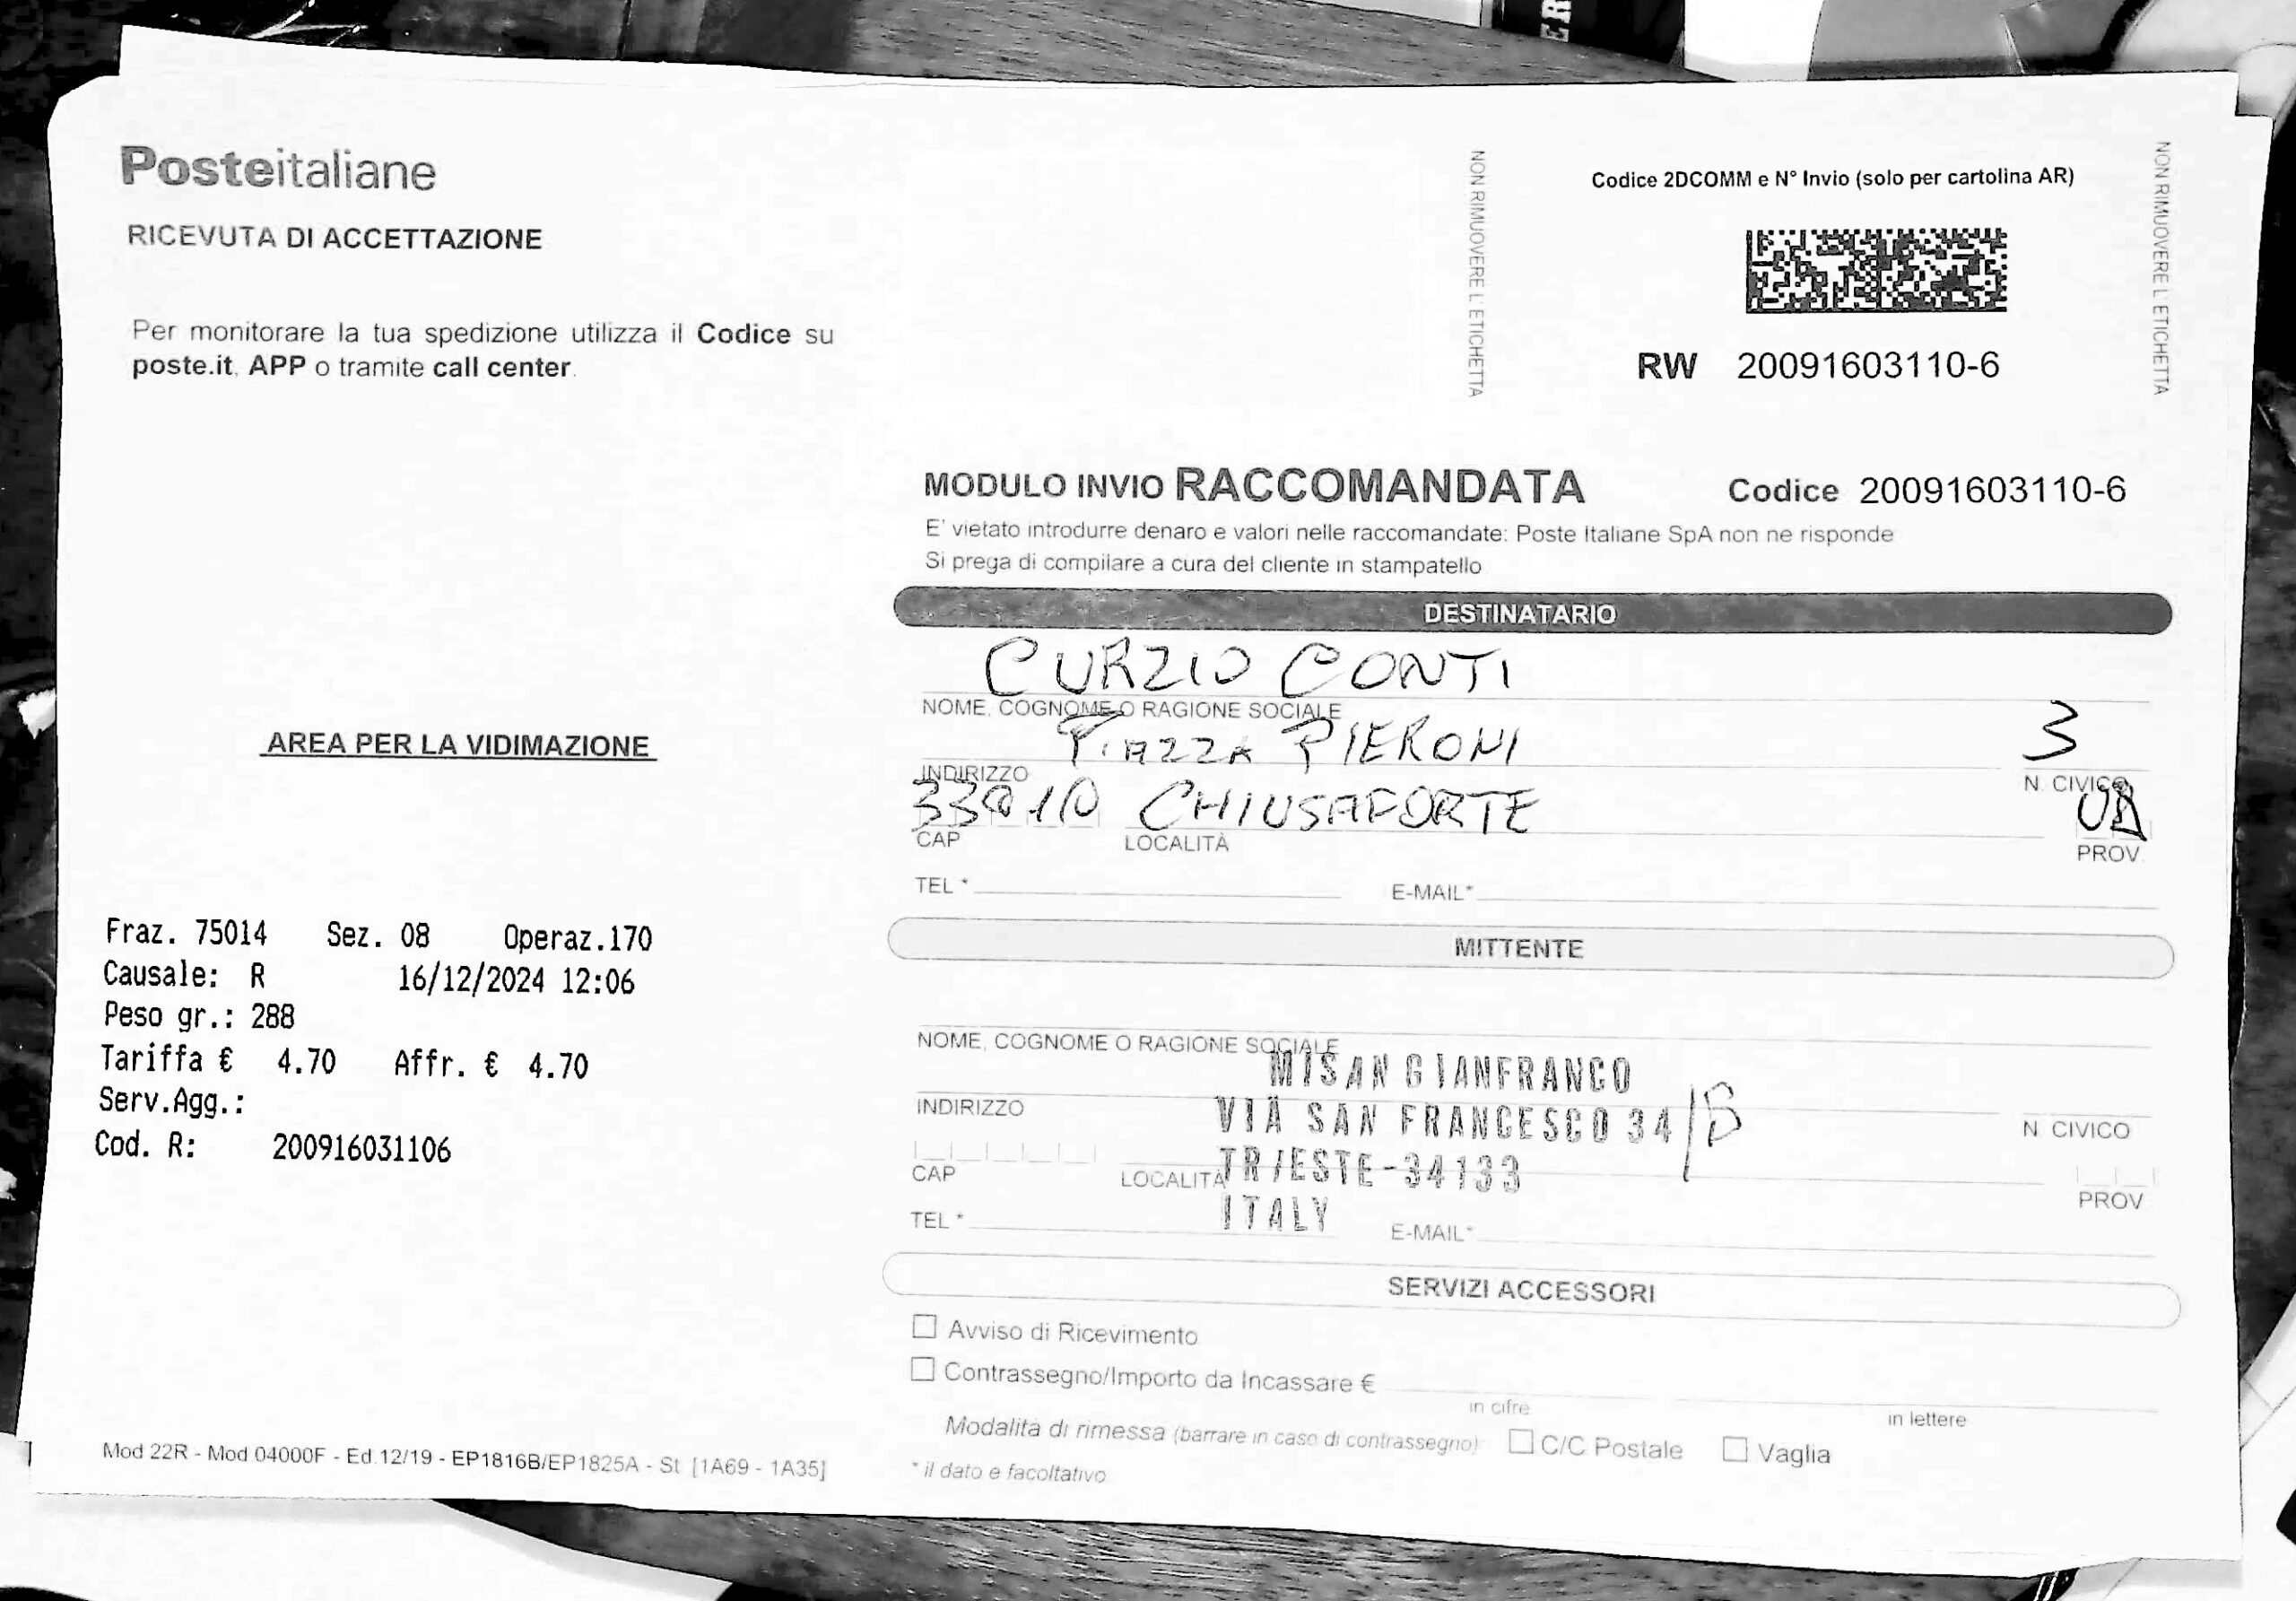 CR
Posteitaliane
RICEVUTA DI ACCETTAZIONE
Per monitorare la tua spedizione utilizza il Codice su
poste.it, APP o tramite call center.
AREA PER LA VIDIMAZIONE
Fraz. 75014 Sez. 08 Operaz.170
Causale: R 16/12/2024 12:06
Peso gr.: 288
Tariffa € 4.70 Affr. € 4.70
Serv.Agg.:
Cod. R: 200916031106
Mod 22R - Mod 04000F - Ed.12/19 - EP1816B/EP1825A - St. [1A69 - 1A35]
NON RIMUOVERE L'ETICHETTA
Codice 2DCOMM e N° Invio (solo per cartolina AR)
RW 20091603110-6
NON RIMUOVERE L'ETICHETTA
MODULO INVIO RACCOMANDATA Codice 20091603110-6
E' vietato introdurre denaro e valori nelle raccomandate: Poste Italiane SpA non ne risponde
Si prega di compilare a cura del cliente in stampatello
DESTINATARIO
CURZIO CONTI
NOME, COGNOME O RAGIONE SOCIALE
PIAZZA PIERONI 3
INDIRIZZO N. CIVICO
33010 CHIUSAFORTE UD
CAP LOCALITÀ PROV.
TEL * E-MAIL*
MITTENTE
NOME, COGNOME O RAGIONE SOCIALE
MISAN GIANFRANCO
INDIRIZZO N. CIVICO
VIA SAN FRANCESCO 34/B
TRIESTE-34133
CAP LOCALITÀ PROV
ITALY
TEL * E-MAIL*
SERVIZI ACCESSORI
Avviso di Ricevimento
Contrassegno/Importo da Incassare €
in cifre in lettere
Modalità di rimessa (barrare in caso di contrassegno) C/C Postale Vaglia
* il dato e facoltativo